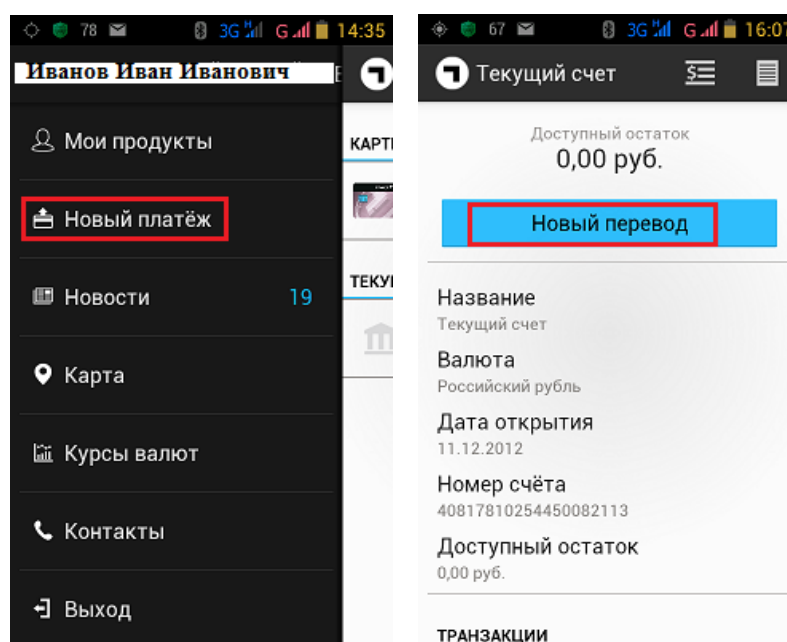 78 3G H G 14:35
Иванов Иван Иванович
Мои продукты
Новый платёж
Новости 19
Карта
Курсы валют
Контакты
Выход
КАРТ
ТЕКУ
67 3G H G 16:07
Текущий счет
Доступный остаток
0,00 руб.
Новый перевод
Название
Текущий счет
Валюта
Российский рубль
Дата открытия
11.12.2012
Номер счёта
40817810254450082113
Доступный остаток
0,00 руб.
ТРАНЗАКЦИИ